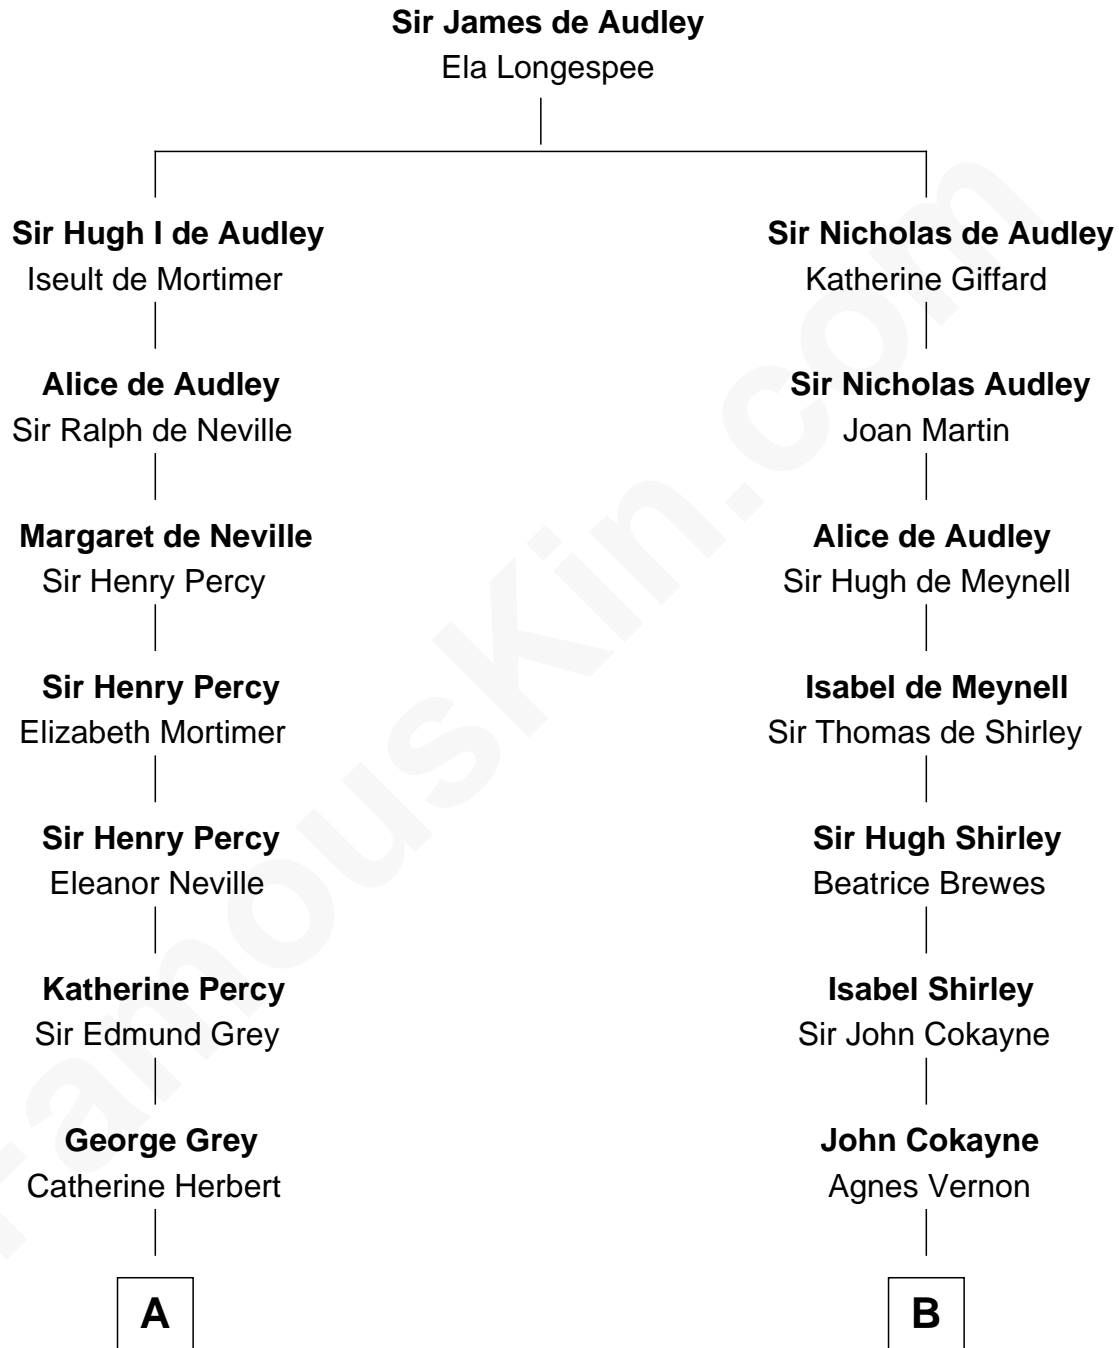 Sir James de Audley
Ela Longespee
Sir Hugh I de Audley
Iseult de Mortimer
Sir Nicholas de Audley
Katherine Giffard
Alice de Audley
Sir Ralph de Neville
Sir Nicholas Audley
Joan Martin
Margaret de Neville
Sir Henry Percy
Alice de Audley
Sir Hugh de Meynell
Sir Henry Percy
Elizabeth Mortimer
Isabel de Meynell
Sir Thomas de Shirley
Sir Henry Percy
Eleanor Neville
Sir Hugh Shirley
Beatrice Brewes
Katherine Percy
Sir Edmund Grey
Isabel Shirley
Sir John Cokayne
George Grey
Catherine Herbert
John Cokayne
Agnes Vernon
A
B
FamousKin.com